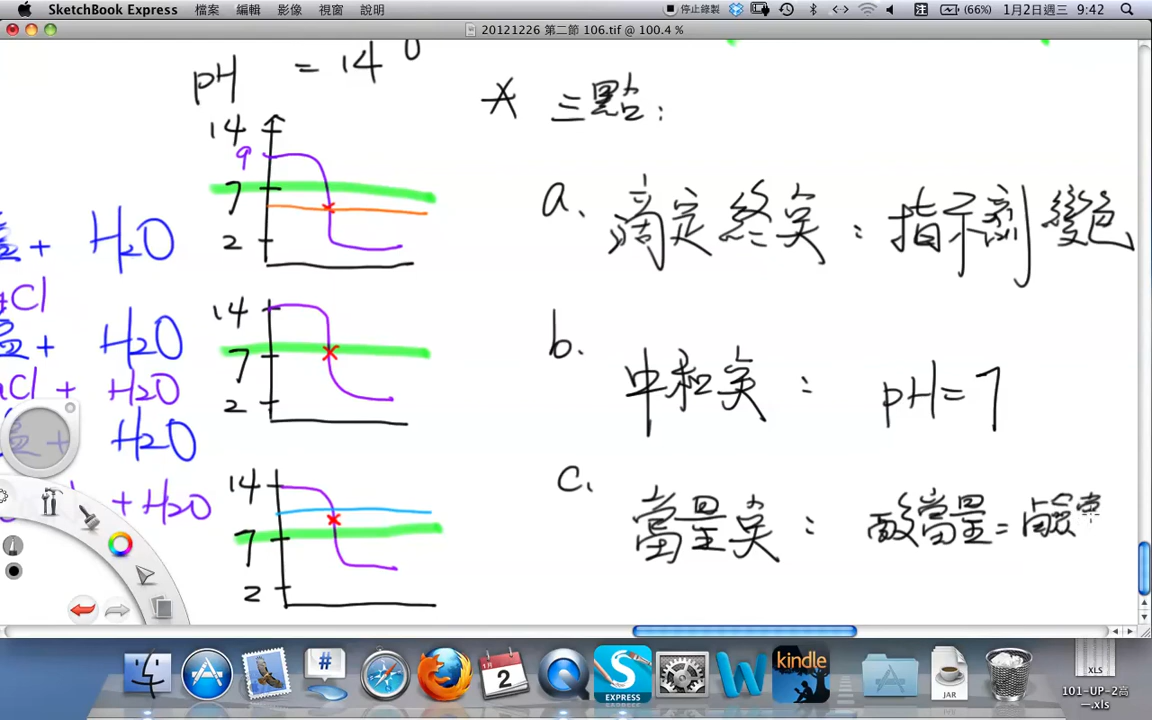 SketchBook Express 檔案 編輯 影像 視窗 說明 停止錄製 注 (66%) 1月2日週三 9:42
20121226 第二節 106.tif @ 100.4 %
pH = 14
* 三點:
14
9
7
2
a. 滴定終點: 指示劑變色
+ H2O
Cl
14
7
2
+ H2O
b. 中和點: pH=7
Cl + H2O
+ H2O
14
7
2
+ H2O
c. 當量點: 酸當量=鹼當
EXPRESS
kindle
JAR
XLS
101-UP-2高
一.xls